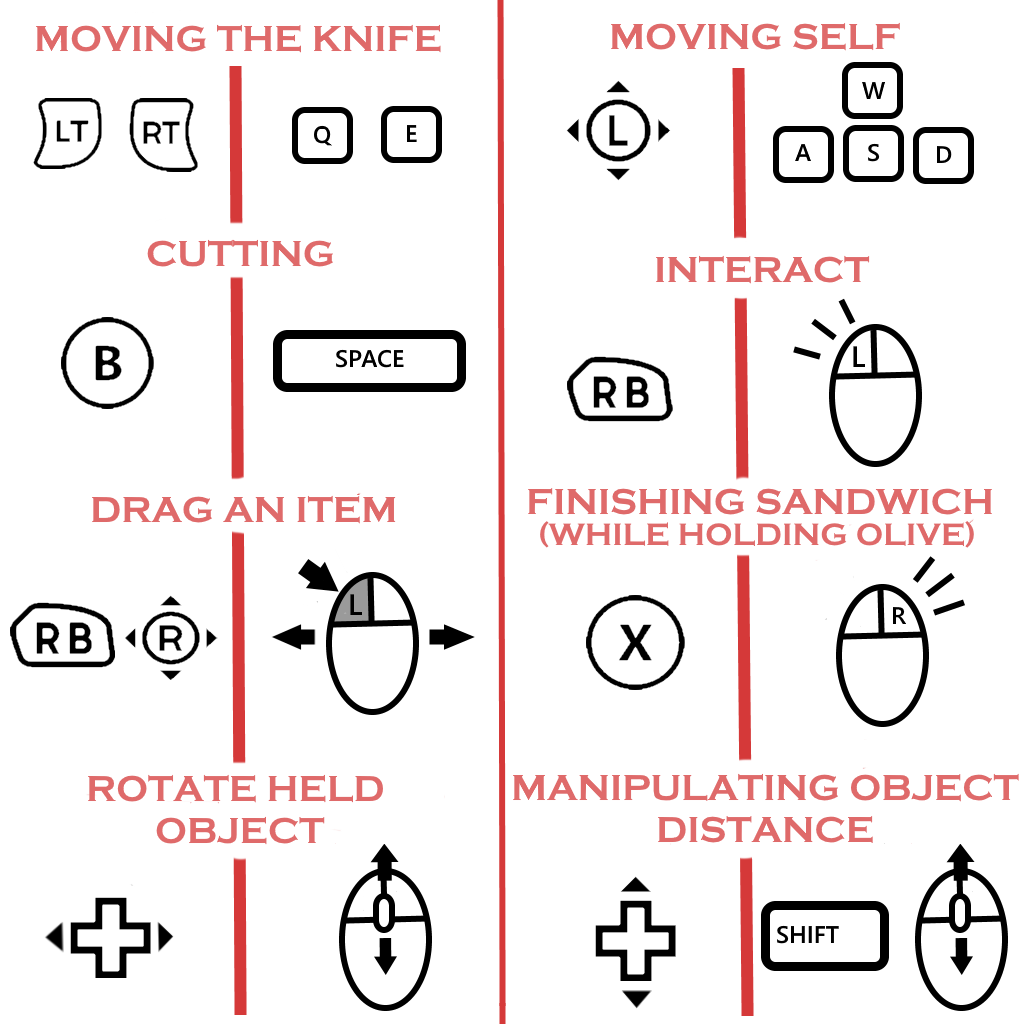 MOVING THE KNIFE
LT RT Q E
CUTTING
B SPACE
DRAG AN ITEM
RB R L
ROTATE HELD
OBJECT
MOVING SELF
W
L A S D
INTERACT
RB L
FINISHING SANDWICH
(WHILE HOLDING OLIVE)
X R
MANIPULATING OBJECT
DISTANCE
SHIFT